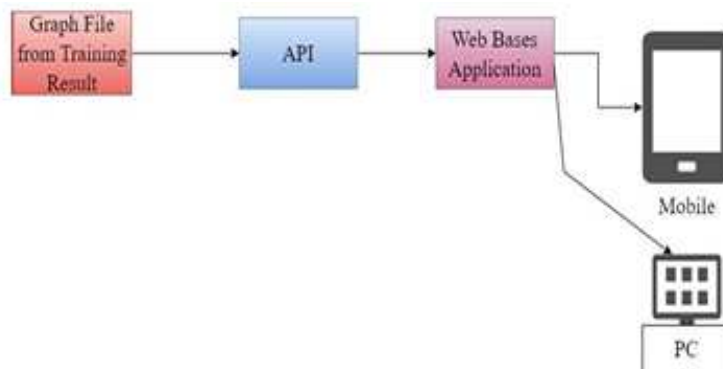 Graph File
from Training
Result
API
Web Bases
Application
Mobile
PC